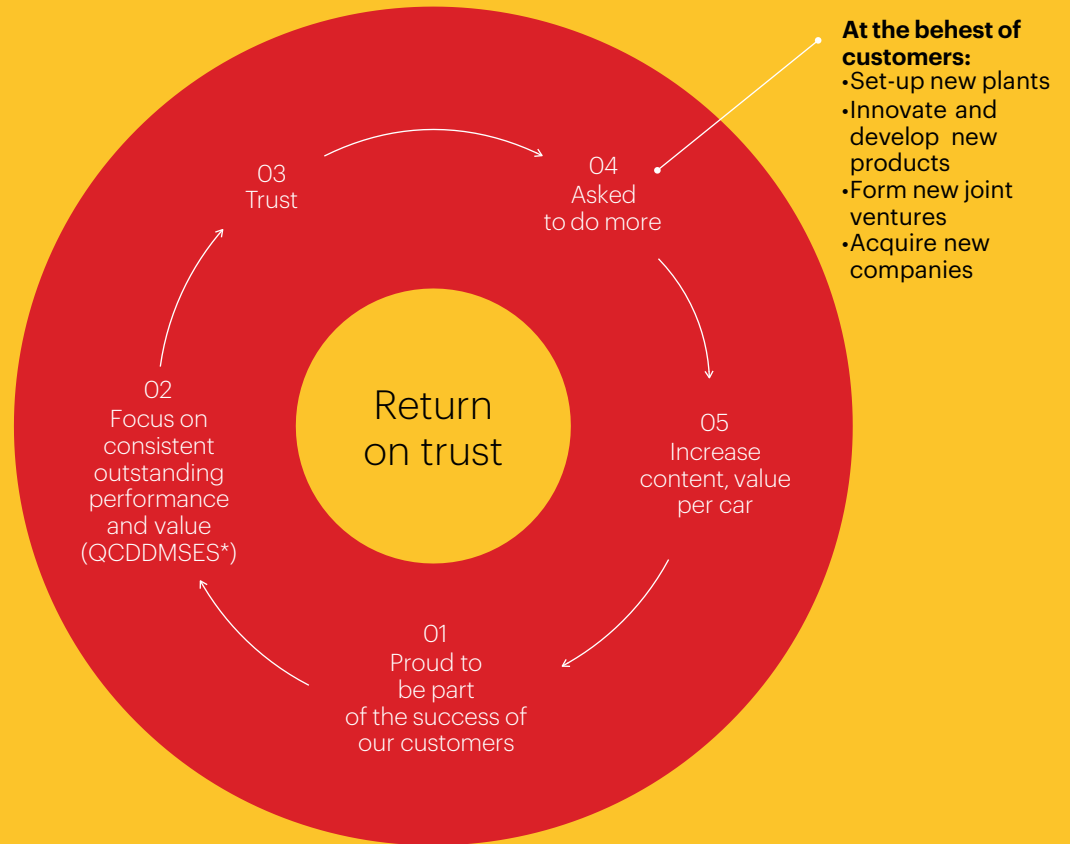 At the behest of
customers:
•Set-up new plants
•Innovate and
develop new
products
•Form new joint
ventures
•Acquire new
companies
03
Trust
04
Asked
to do more
02
Focus on
consistent
outstanding
performance
and value
(QCDDMSES*)
Return
on trust
05
Increase
content, value
per car
01
Proud to
be part
of the success of
our customers